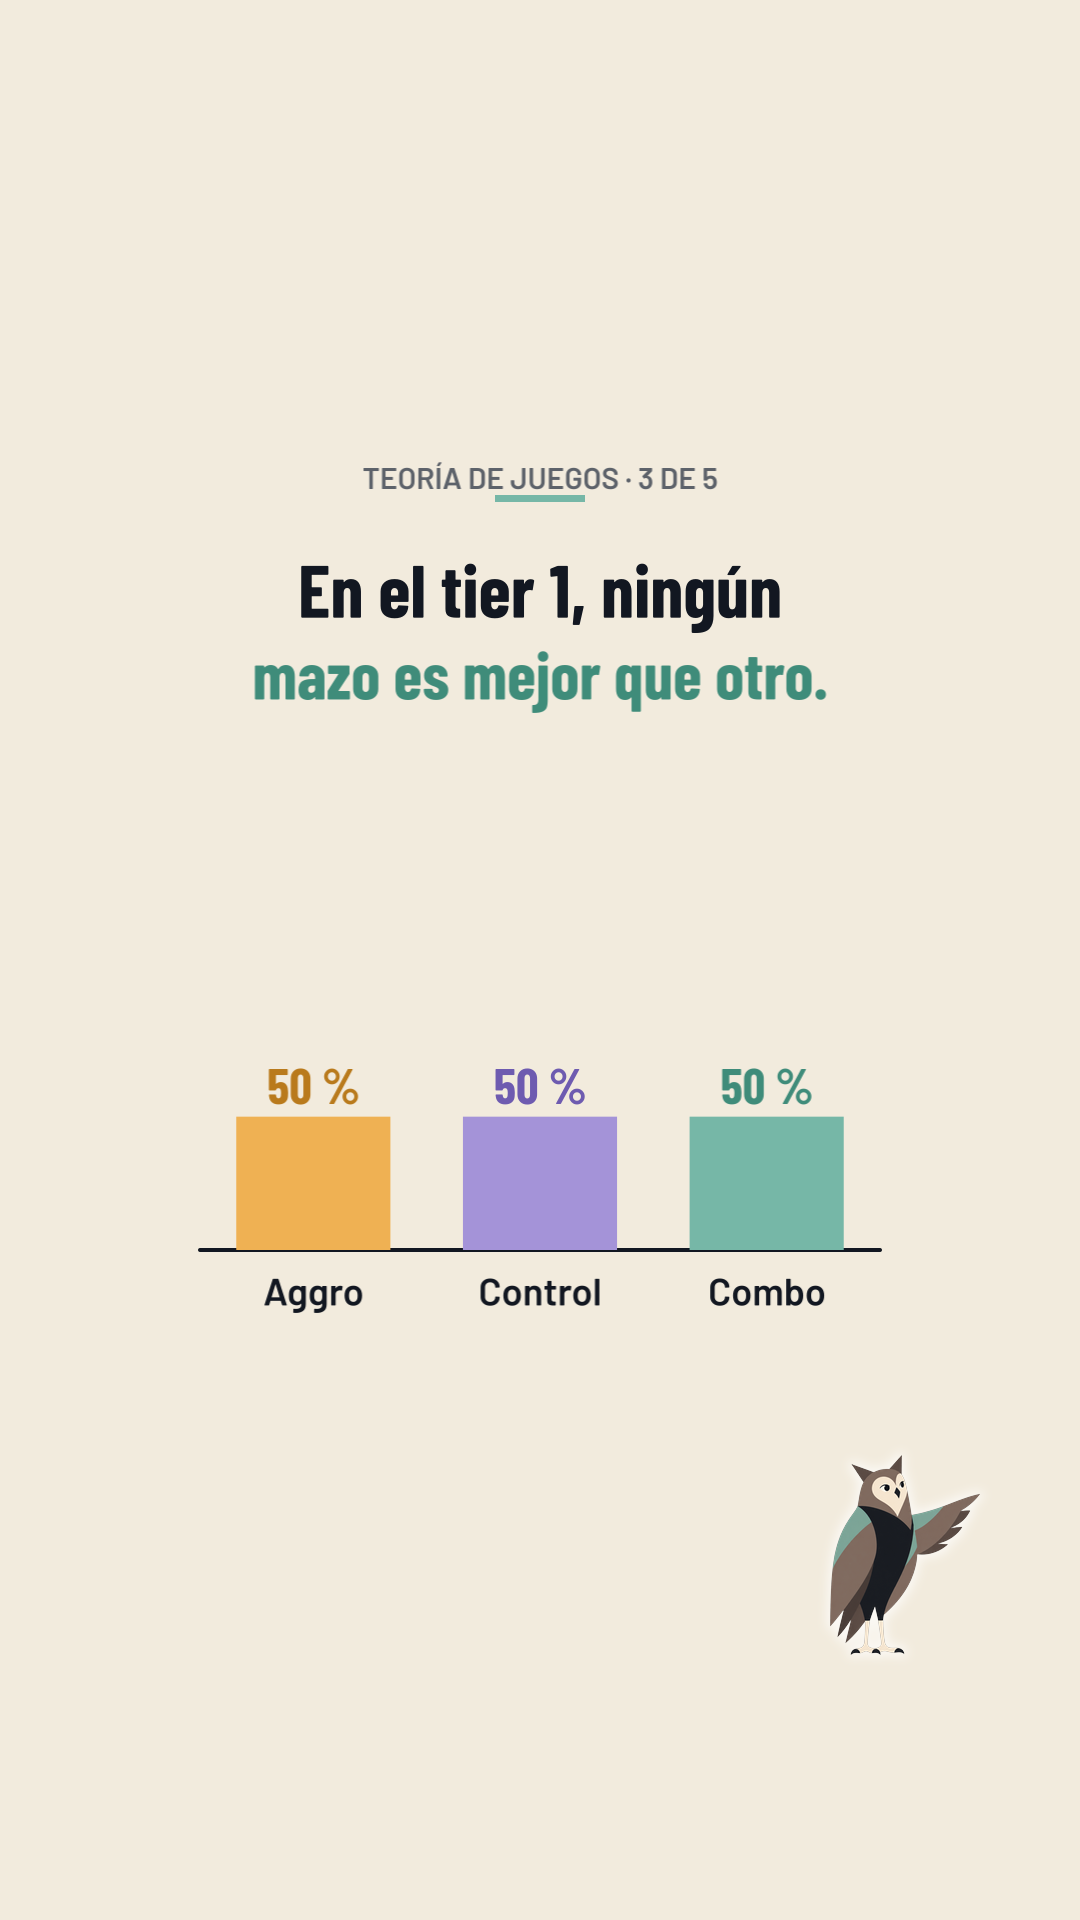 TEORÍA DE JUEGOS · 3 DE 5
En el tier 1, ningún
mazo es mejor que otro.
50 % 50 % 50 %
Aggro Control Combo